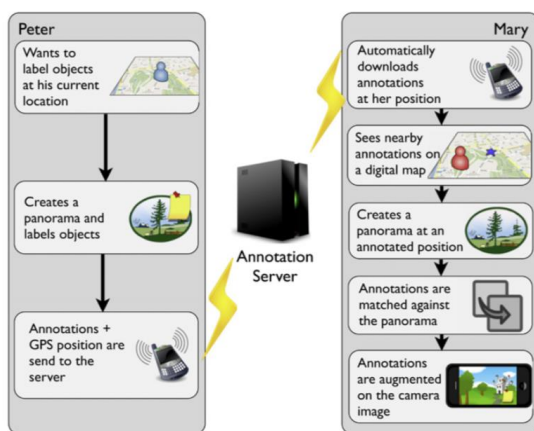 Peter
Wants to
label objects
at his current
location
Creates a
panorama and
labels objects
Annotations +
GPS position are
send to the
server
Annotation
Server
Mary
Automatically
downloads
annotations
at her position
Sees nearby
annotations on
a digital map
Creates a
panorama at an
annotated position
Annotations are
matched against
the panorama
Annotations
are augmented
on the camera
image